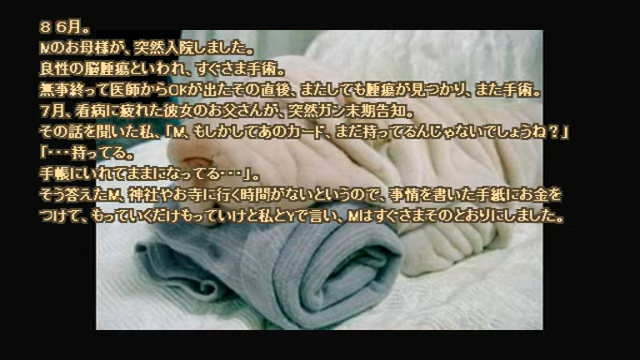 ８ ６月。
Mのお母様が、突然入院しました。
良性の脳腫瘍といわれ、すぐさま手術。
無事終って医師からOKが出たその直後、またしても腫瘍が見つかり、また手術。
７月、看病に疲れた彼女のお父さんが、突然ガン末期告知。
その話を聞いた私、「M、もしかしてあのカード、まだ持ってるんじゃないでしょうね？」
「・・・持ってる。
手帳にいれてままになってる・・・」。
そう答えたM、神社やお寺に行く時間がないというので、事情を書いた手紙にお金を
つけて、もっていくだけもっていけと私とYで言い、Mはすぐさまそのとおりにしました。